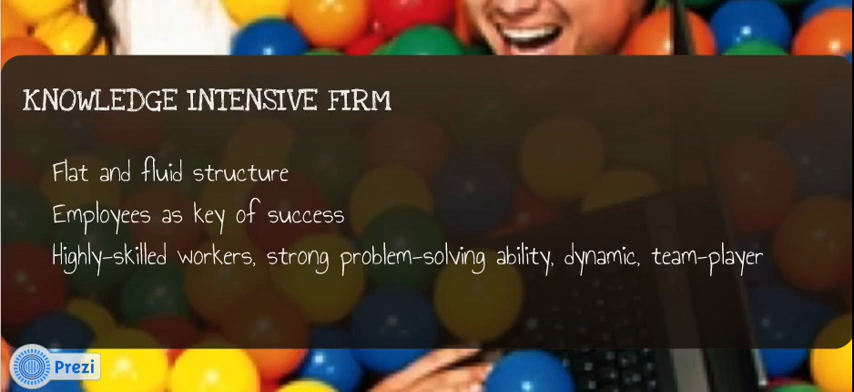 KNOWLEDGE INTENSIVE FIRM
Flat and fluid structure
Employees as key of success
Highly-skilled workers, strong problem-solving ability, dynamic, team-player
Prezi